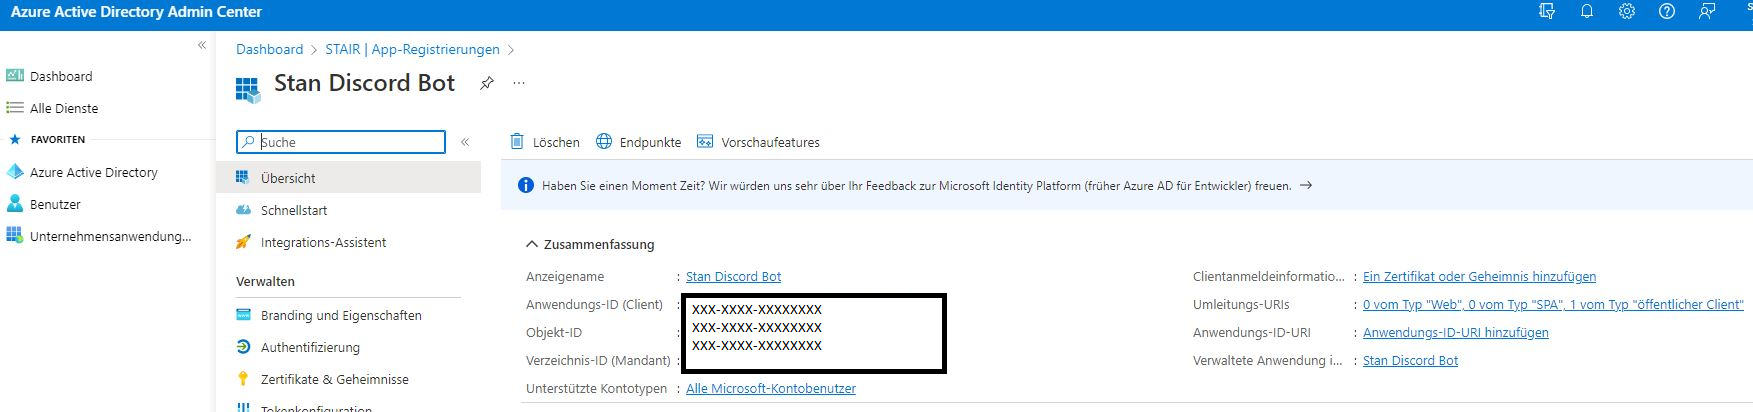 Azure Active Directory Admin Center
Dashboard
Alle Dienste
FAVORITEN
Azure Active Directory
Benutzer
Unternehmensanwendung...
Dashboard > STAIR | App-Registrierungen >
Stan Discord Bot
Suche
Übersicht
Schnellstart
Integrations-Assistent
Verwalten
Branding und Eigenschaften
Authentifizierung
Zertifikate & Geheimnisse
Tokenkonfiguration
Löschen Endpunkte Vorschaufeatures
Haben Sie einen Moment Zeit? Wir würden uns sehr über Ihr Feedback zur Microsoft Identity Platform (früher Azure AD für Entwickler) freuen. →
Zusammenfassung
Anzeigename : Stan Discord Bot
Anwendungs-ID (Client) : XXX-XXXX-XXXXXXXX
Objekt-ID : XXX-XXXX-XXXXXXXX
Verzeichnis-ID (Mandant) : XXX-XXXX-XXXXXXXX
Unterstützte Kontotypen : Alle Microsoft-Kontobenutzer
Clientanmeldeinformatio... : Ein Zertifikat oder Geheimnis hinzufügen
Umleitungs-URIs : 0 vom Typ "Web", 0 vom Typ "SPA", 1 vom Typ "öffentlicher Client"
Anwendungs-ID-URI : Anwendungs-ID-URI hinzufügen
Verwaltete Anwendung i... : Stan Discord Bot